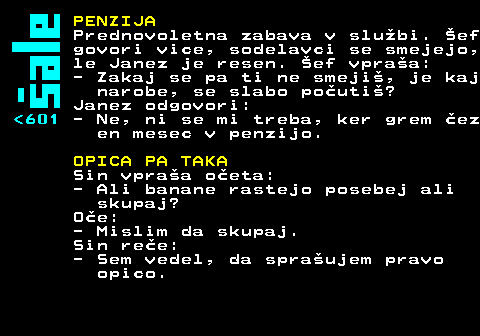 Šale
<601
PENZIJA
Prednovoletna zabava v službi. Šef
govori vice, sodelavci se smejejo,
le Janez je resen. Šef vpraša:
- Zakaj se pa ti ne smejiš, je kaj
narobe, se slabo počutiš?
Janez odgovori:
- Ne, ni se mi treba, ker grem čez
en mesec v penzijo.
OPICA PA TAKA
Sin vpraša očeta:
- Ali banane rastejo posebej ali
skupaj?
Oče:
- Mislim da skupaj.
Sin reče:
- Sem vedel, da sprašujem pravo
opico.